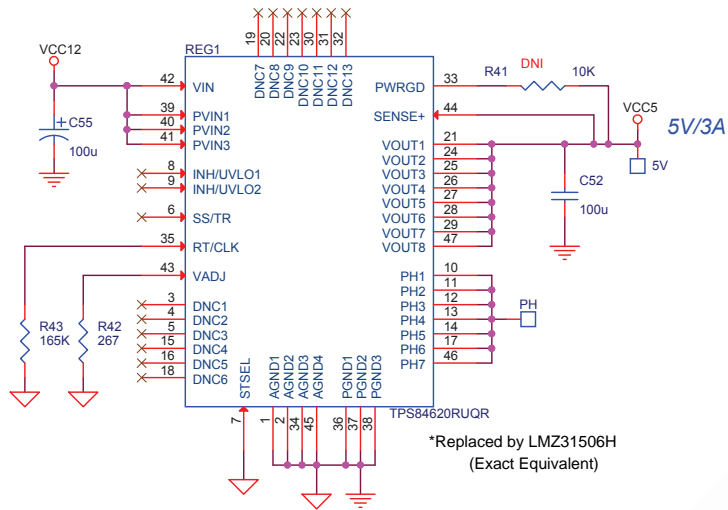 19 20 22 23 30 31 32
REG1
VCC12
DNC7 DNC8 DNC9 DNC10 DNC11 DNC12 DNC13
42 VIN
39 PVIN1
40 PVIN2
41 PVIN3
+ C55
100u
8 INH/UVLO1
9 INH/UVLO2
6 SS/TR
35 RT/CLK
43 VADJ
3 DNC1
4 DNC2
5 DNC3
15 DNC4
16 DNC5
18 DNC6
R43
165K
R42
267
PWRGD 33
R41 DNI 10K
SENSE+ 44
VCC5
5V/3A
5V
VOUT1 21
VOUT2 24
VOUT3 25
VOUT4 26
VOUT5 27
VOUT6 28
VOUT7 29
VOUT8 47
C52
100u
PH1 10
PH2 11
PH3 12
PH4 13
PH5 14
PH6 17
PH7 46
PH
STSEL AGND1 AGND2 AGND3 AGND4 PGND1 PGND2 PGND3
7 1 2 34 45 36 37 38
TPS84620RUQR
*Replaced by LMZ31506H
(Exact Equivalent)